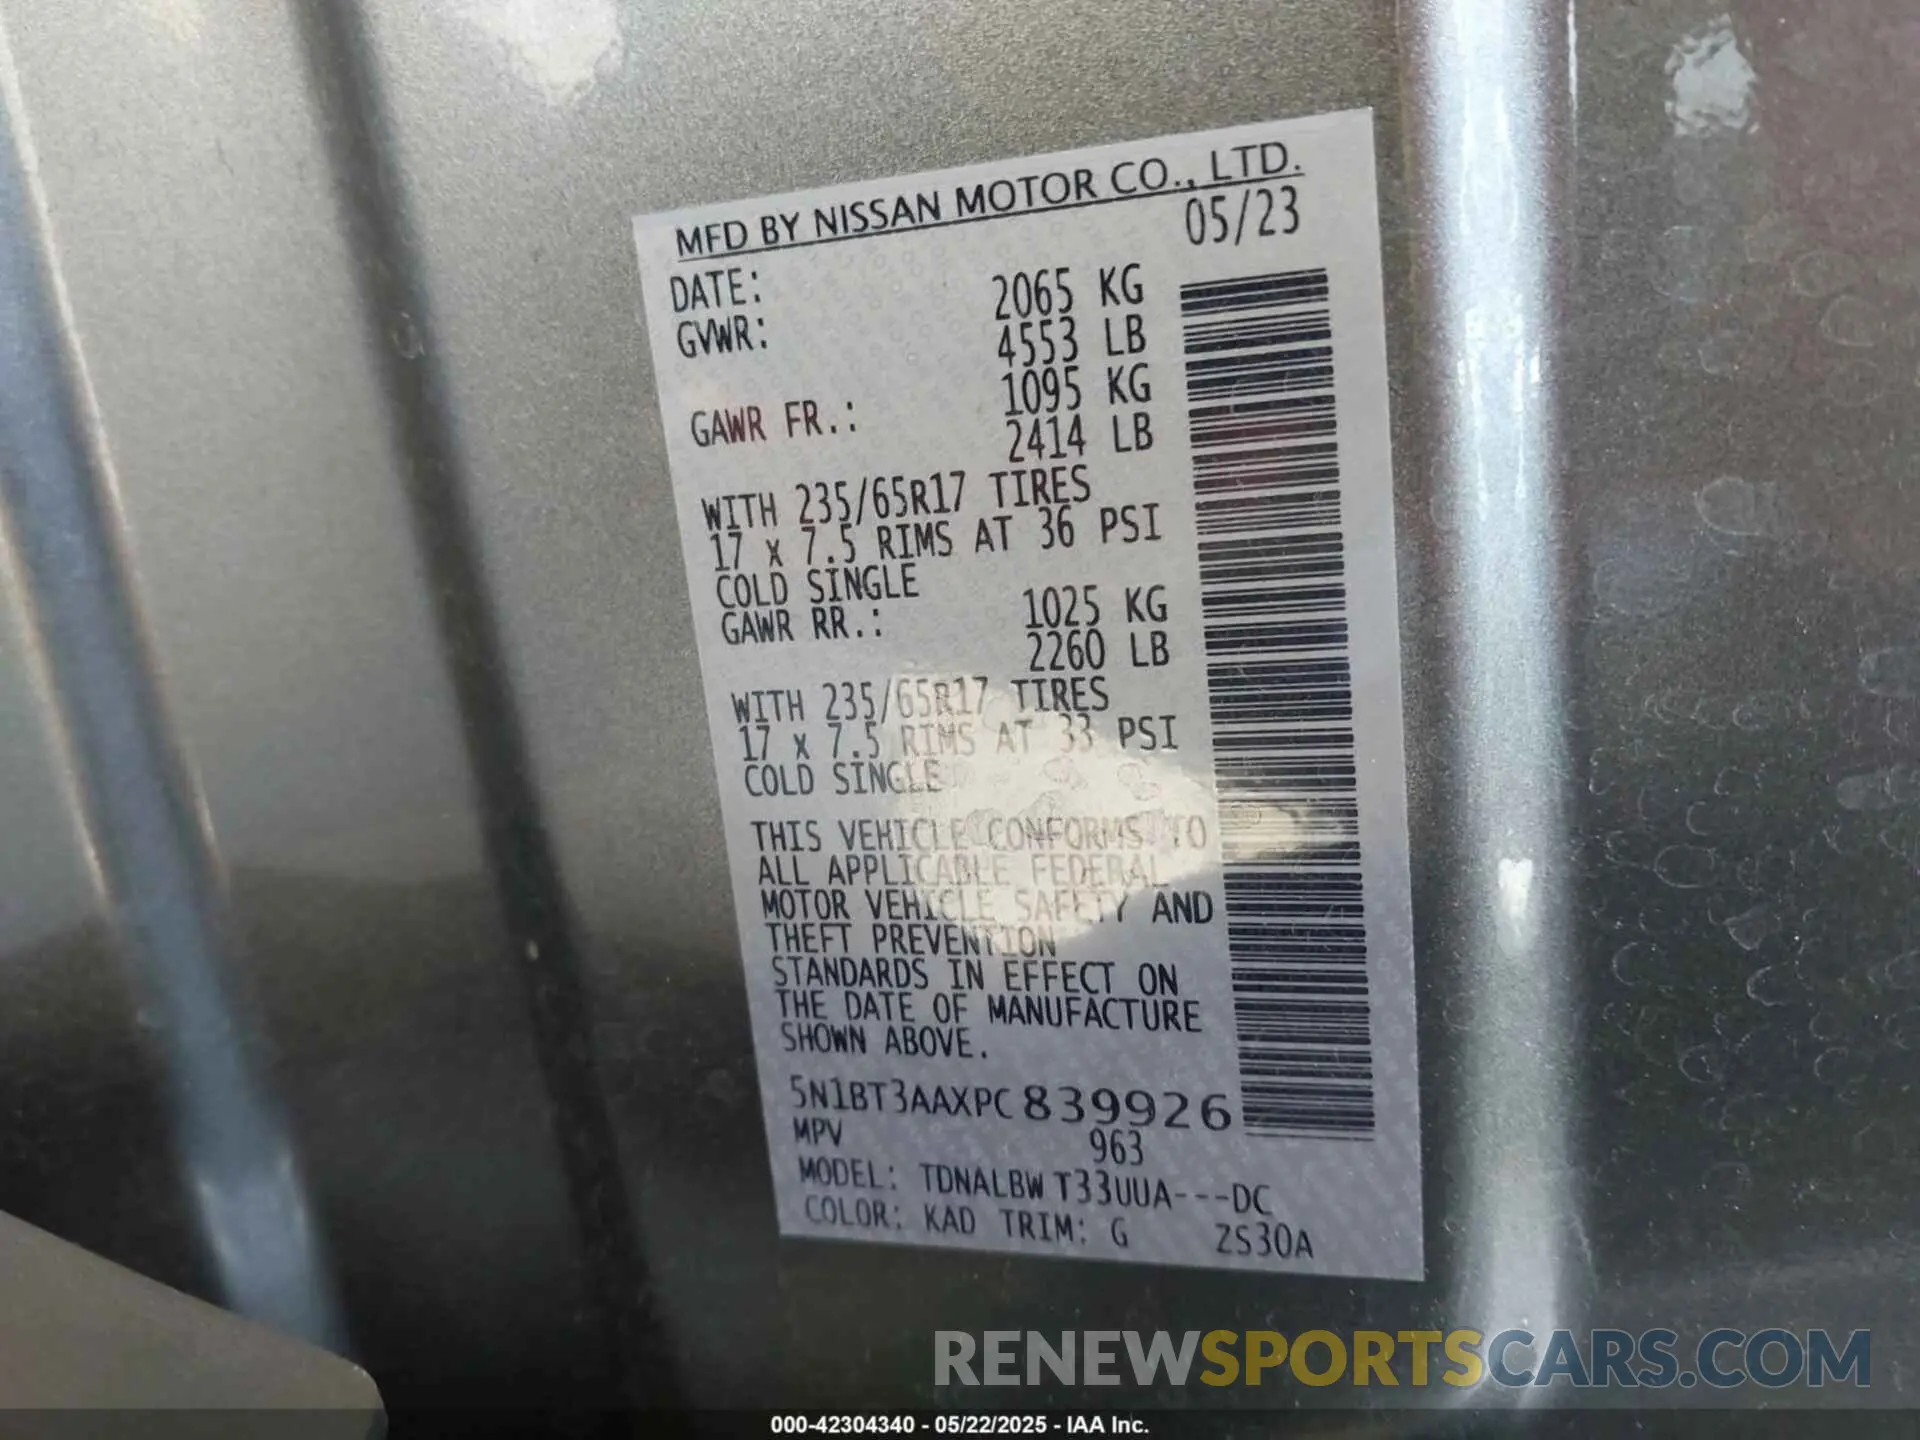 MFD BY NISSAN MOTOR CO., LTD.
DATE: 05/23
GVWR: 2065 KG
4553 LB
GAWR FR.: 1095 KG
2414 LB
WITH 235/65R17 TIRES
17 x 7.5 RIMS AT 36 PSI
COLD SINGLE
GAWR RR.: 1025 KG
2260 LB
WITH 235/65R17 TIRES
17 x 7.5 RIMS AT 33 PSI
COLD SINGLE
THIS VEHICLE CONFORMS TO
ALL APPLICABLE FEDERAL
MOTOR VEHICLE SAFETY AND
THEFT PREVENTION
STANDARDS IN EFFECT ON
THE DATE OF MANUFACTURE
SHOWN ABOVE.
5N1BT3AAXPC839926
MPV 963
MODEL: TDNALBW T33UUA---DC
COLOR: KAD TRIM: G ZS30A
RENEWSPORTSCARS.COM
000-42304340 - 05/22/2025 - IAA Inc.